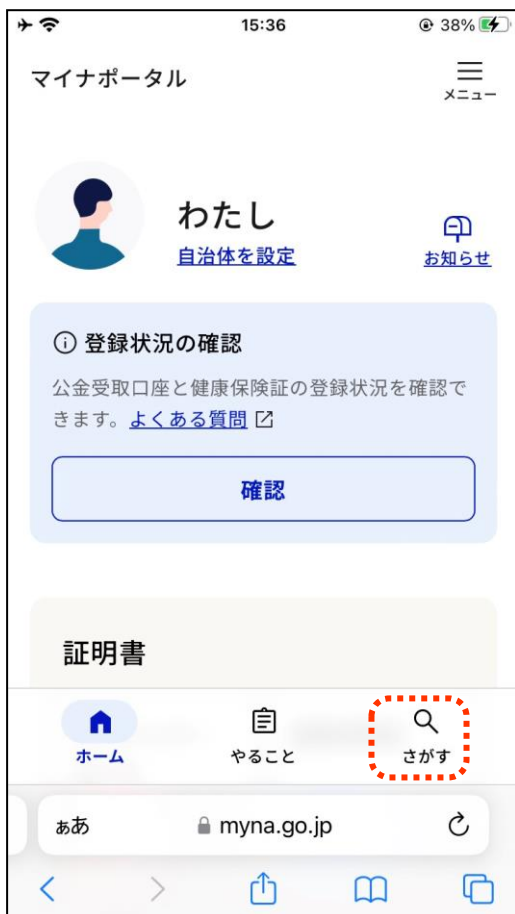 15:36
38%
マイナポータル
メニュー
わたし
自治体を設定
お知らせ
登録状況の確認
公金受取口座と健康保険証の登録状況を確認で
きます。よくある質問
確認
証明書
ホーム
やること
さがす
ぁあ
myna.go.jp